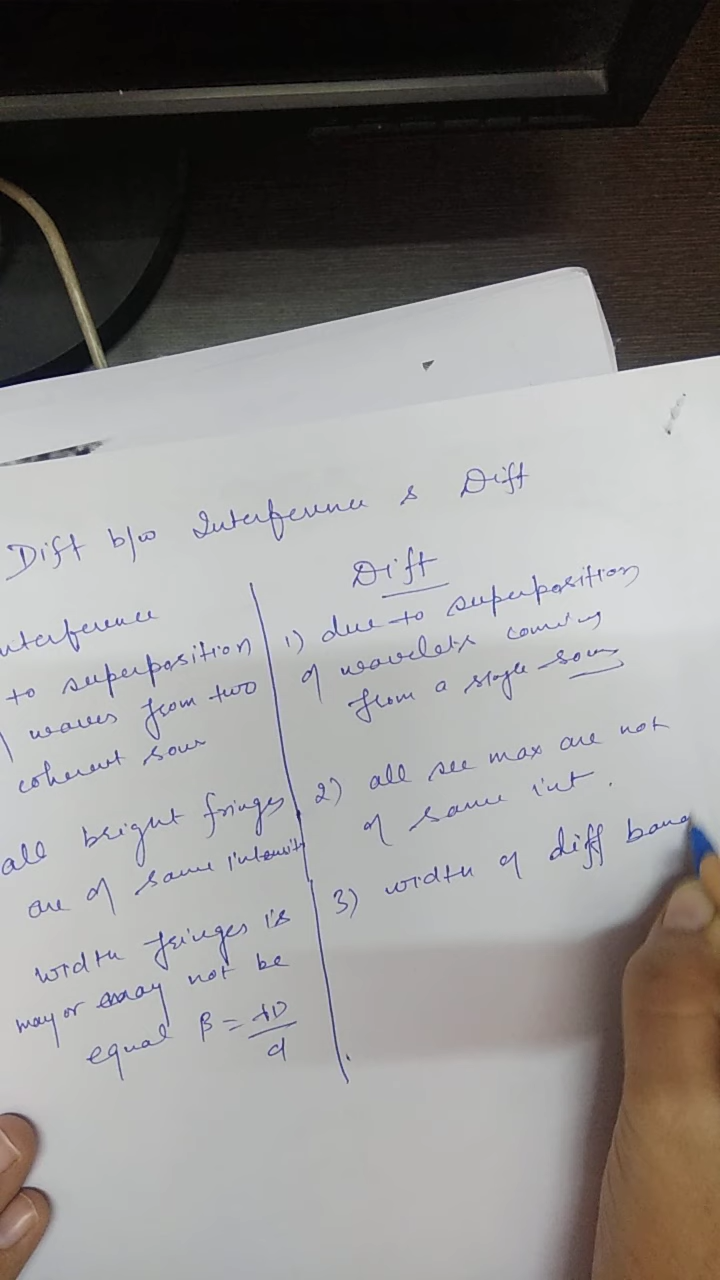 Diff b/w Interference & Diff
nterference
to superposition
waves from two
coherent sour
all bright fringes
are of same intensit
width fringes is
may or may not be
equal β = λD/d
Diff
1) due to superposition
of wavelets coming
from a single sour
2) all sec max are not
of same int.
3) width of diff band